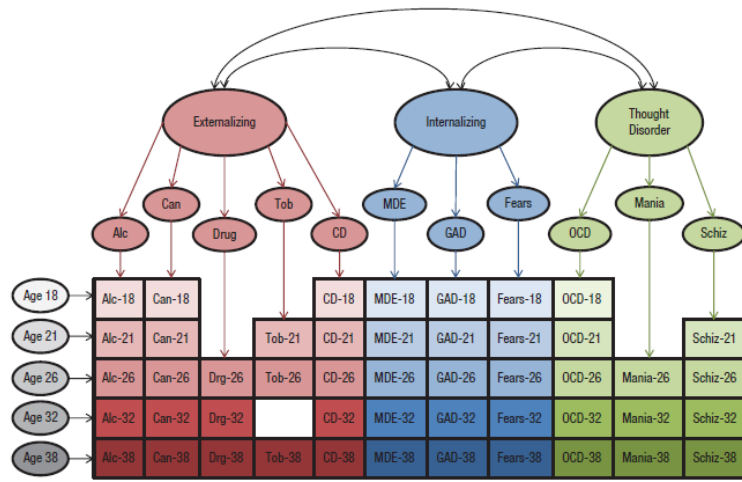 Externalizing Internalizing Thought
Disorder
Can Tob MDE Fears Mania
Alc Drug CD GAD OCD Schiz
Age 18 Alc-18 Can-18 CD-18 MDE-18 GAD-18 Fears-18 OCD-18
Age 21 Alc-21 Can-21 Tob-21 CD-21 MDE-21 GAD-21 Fears-21 OCD-21 Schiz-21
Age 26 Alc-26 Can-26 Drg-26 Tob-26 CD-26 MDE-26 GAD-26 Fears-26 OCD-26 Mania-26 Schiz-26
Age 32 Alc-32 Can-32 Drg-32 CD-32 MDE-32 GAD-32 Fears-32 OCD-32 Mania-32 Schiz-32
Age 38 Alc-38 Can-38 Drg-38 Tob-38 CD-38 MDE-38 GAD-38 Fears-38 OCD-38 Mania-38 Schiz-38